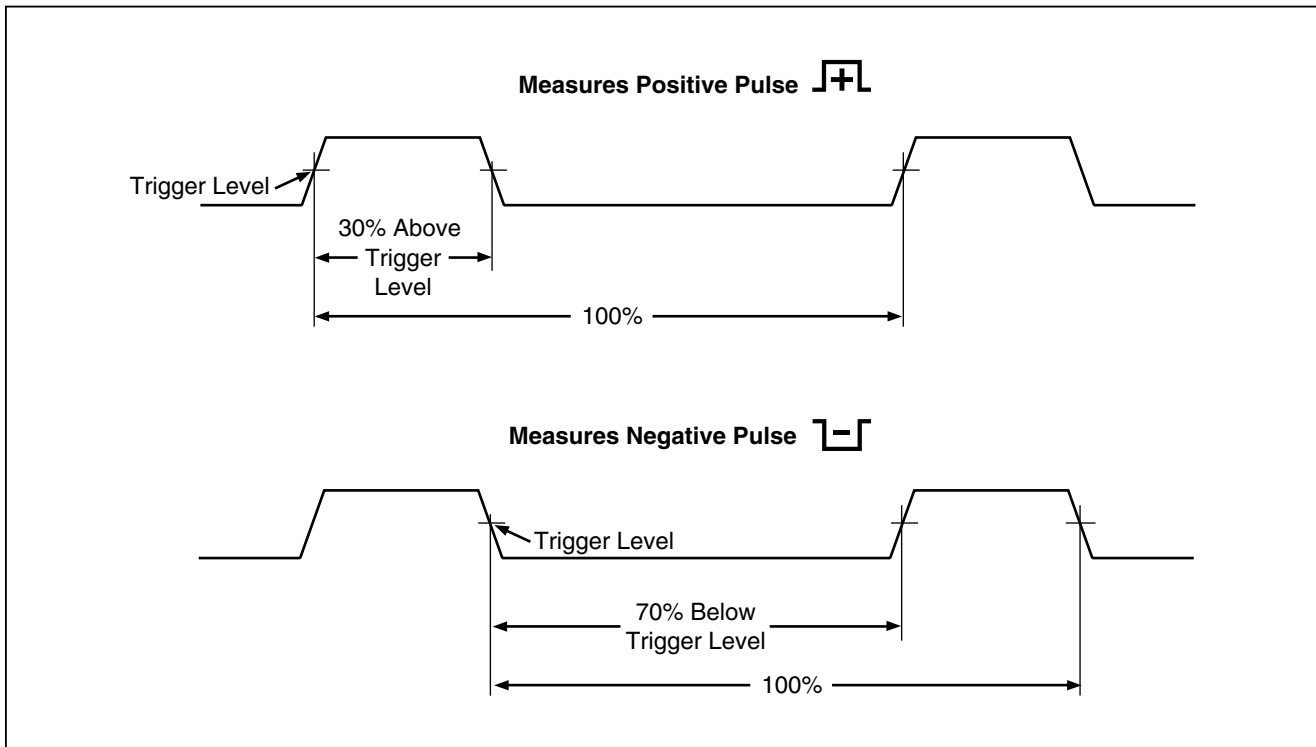 Measures Positive Pulse +
Trigger Level
30% Above
Trigger
Level
100%
Measures Negative Pulse -
Trigger Level
70% Below
Trigger Level
100%